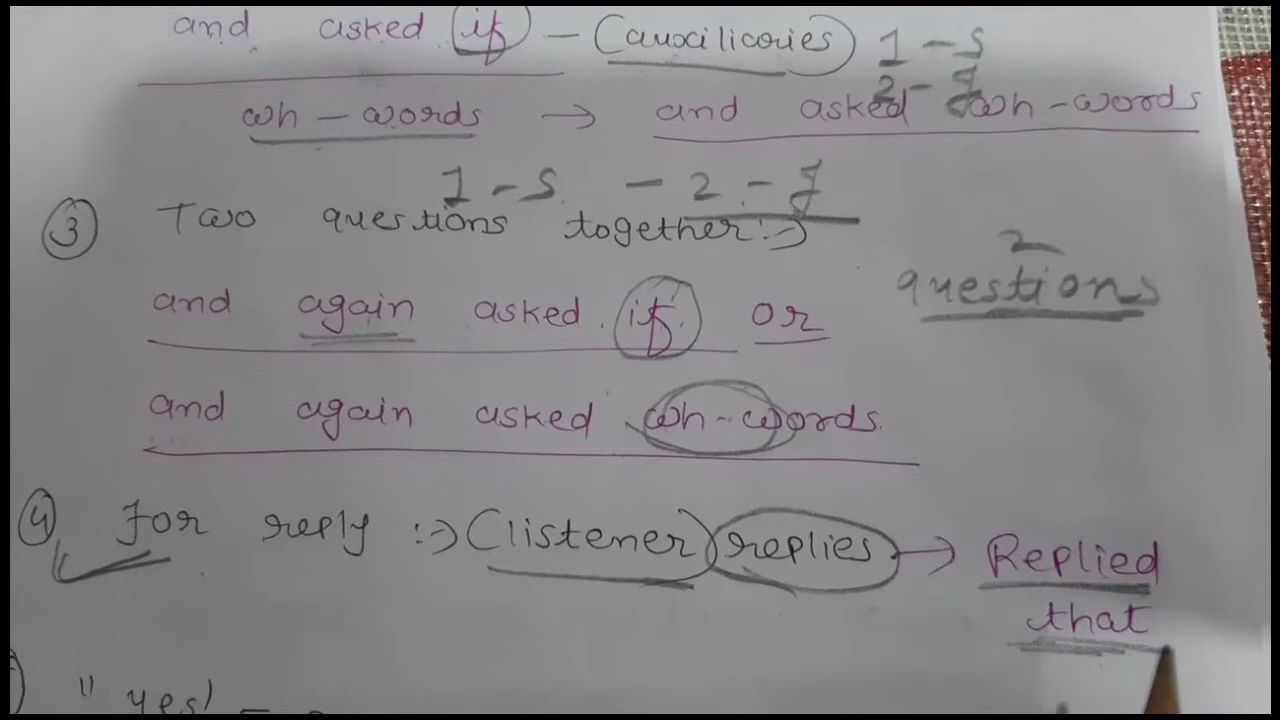 and asked if - (auxilicories) 1 - s
2 - q
wh - words → and asked wh - words
1 - s - 2 - q
③ Two questions together :->
2
questions
and again asked if or
and again asked wh - words.
④ for reply :-> (listener) replies → Replied
that
" yes' -